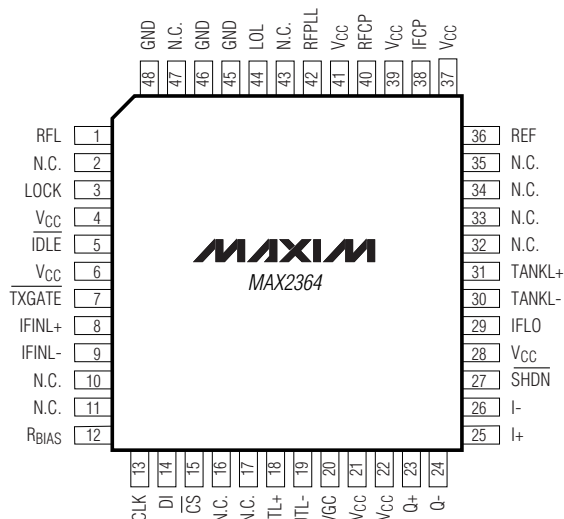 GND N.C. GND GND LOL N.C. RFPLL VCC RFCP VCC IFCP VCC
48 47 46 45 44 43 42 41 40 39 38 37
RFL 1 36 REF
N.C. 2 35 N.C.
LOCK 3 34 N.C.
VCC 4 33 N.C.
IDLE 5 32 N.C.
VCC 6 31 TANKL+
TXGATE 7 30 TANKL-
IFINL+ 8 29 IFLO
IFINL- 9 28 VCC
N.C. 10 27 SHDN
N.C. 11 26 I-
RBIAS 12 25 I+
MAXIM
MAX2364
13 14 15 16 17 18 19 20 21 22 23 24
CLK DI CS N.C. N.C. VGC VCC VCC Q+ Q-